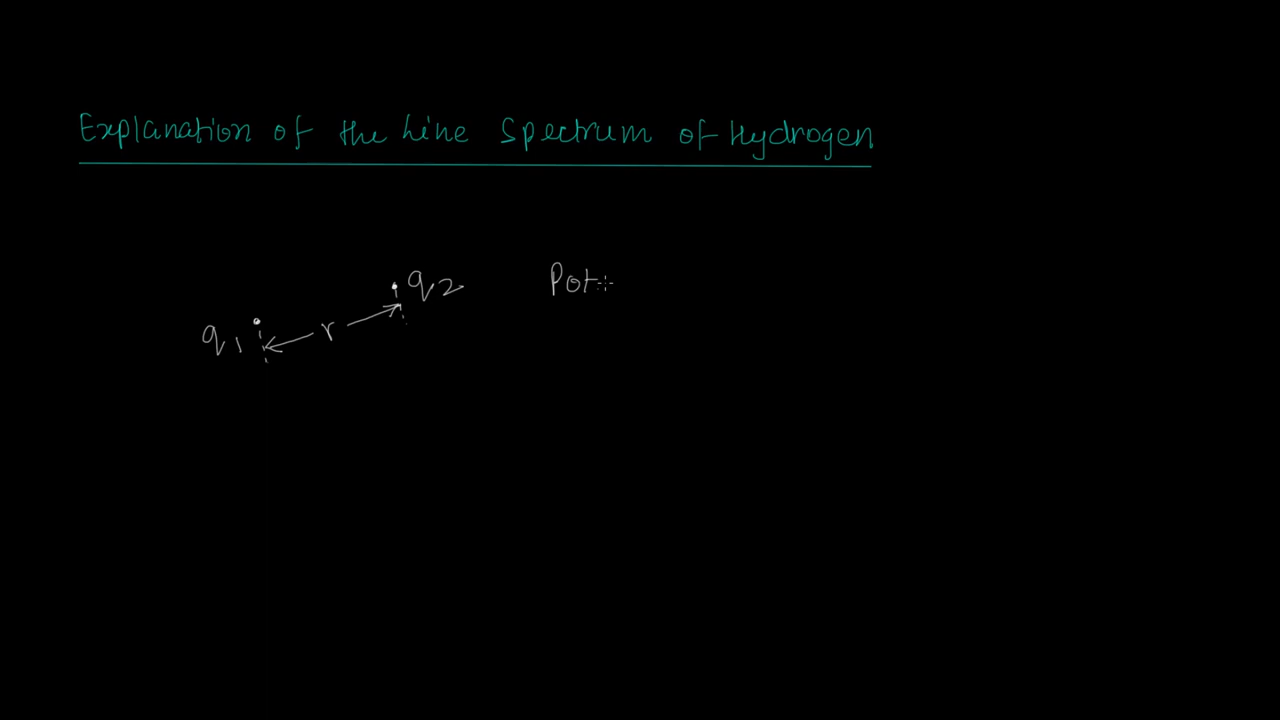 Explanation of the Line Spectrum of Hydrogen
q2 Pot
q1 r